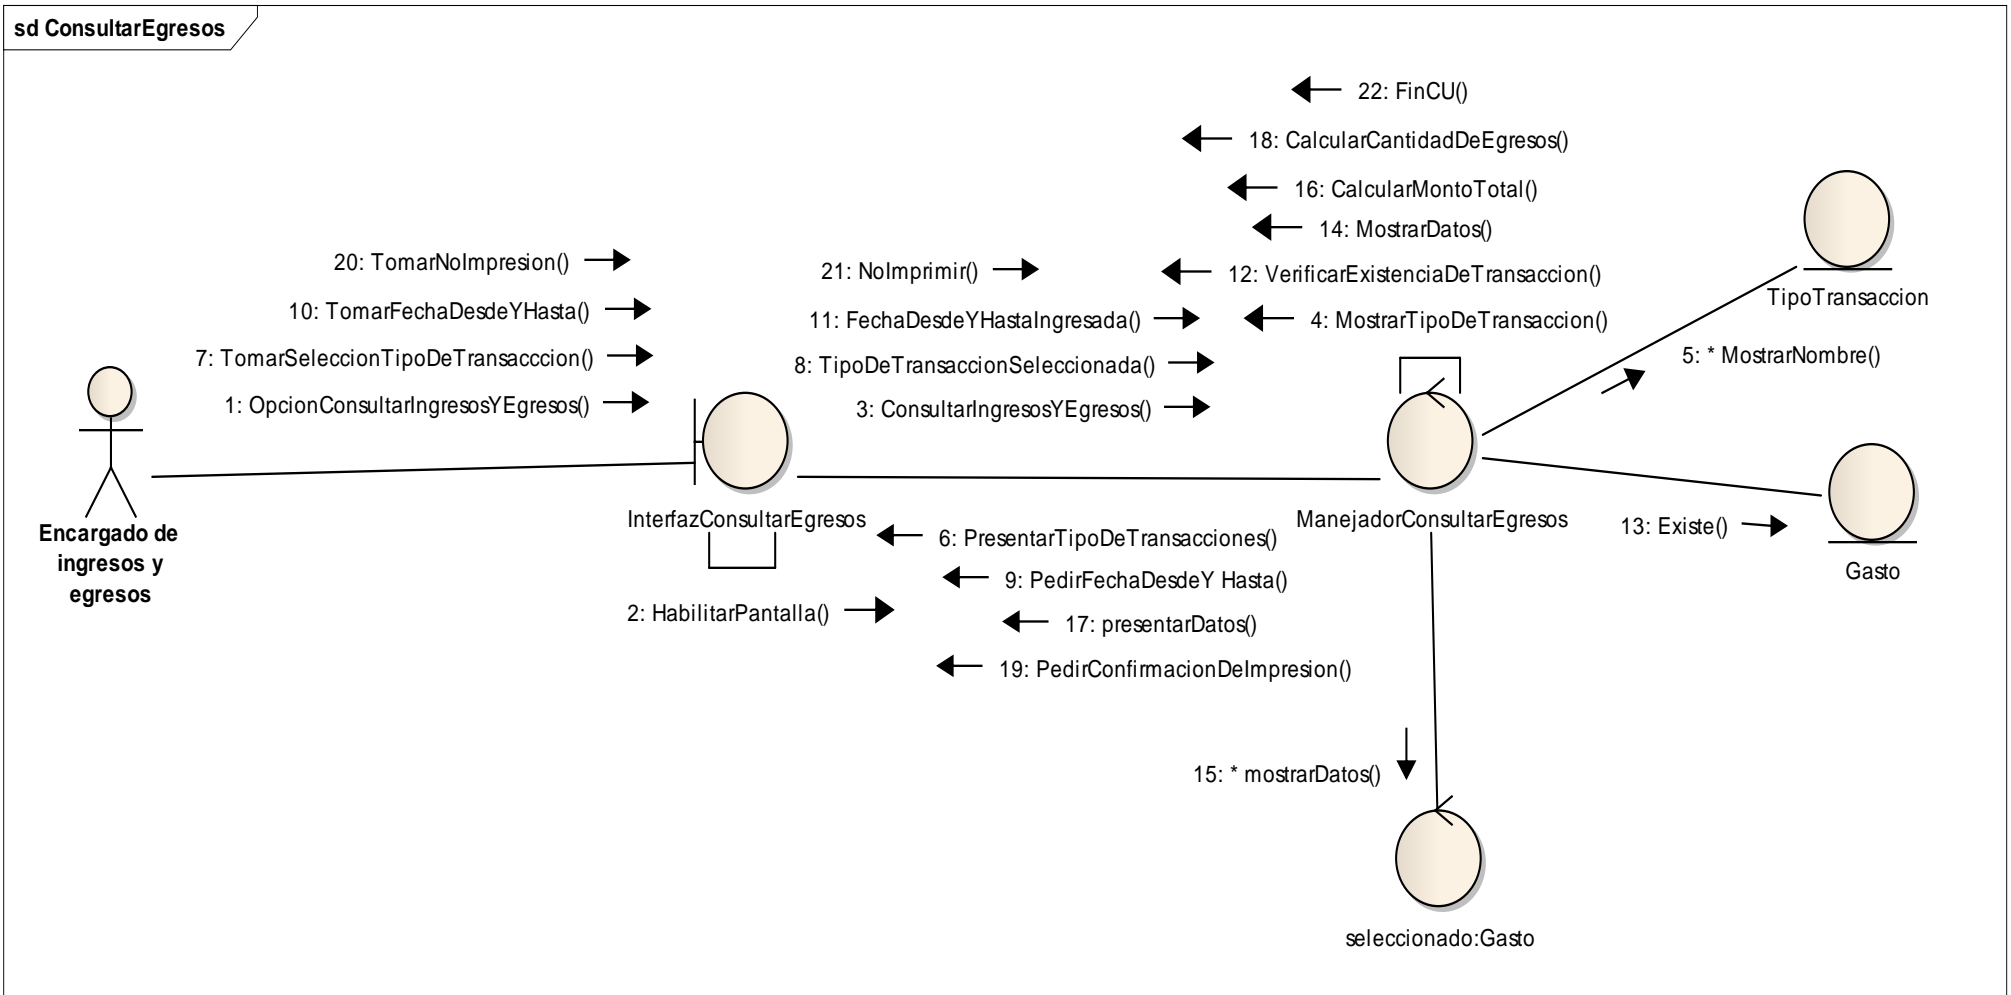 sd ConsultarEgresos
22: FinCU()
18: CalcularCantidadDeEgresos()
16: CalcularMontoTotal()
14: MostrarDatos()
20: TomarNoImpresion()
21: NoImprimir()
12: VerificarExistenciaDeTransaccion()
TipoTransaccion
10: TomarFechaDesdeYHasta()
11: FechaDesdeYHastaIngresada()
4: MostrarTipoDeTransaccion()
7: TomarSeleccionTipoDeTransacccion()
8: TipoDeTransaccionSeleccionada()
5: * MostrarNombre()
1: OpcionConsultarIngresosYEgresos()
3: ConsultarIngresosYEgresos()
InterfazConsultarEgresos
ManejadorConsultarEgresos
13: Existe()
Gasto
Encargado de
ingresos y
egresos
6: PresentarTipoDeTransacciones()
9: PedirFechaDesdeY Hasta()
2: HabilitarPantalla()
17: presentarDatos()
19: PedirConfirmacionDeImpresion()
15: * mostrarDatos()
seleccionado:Gasto